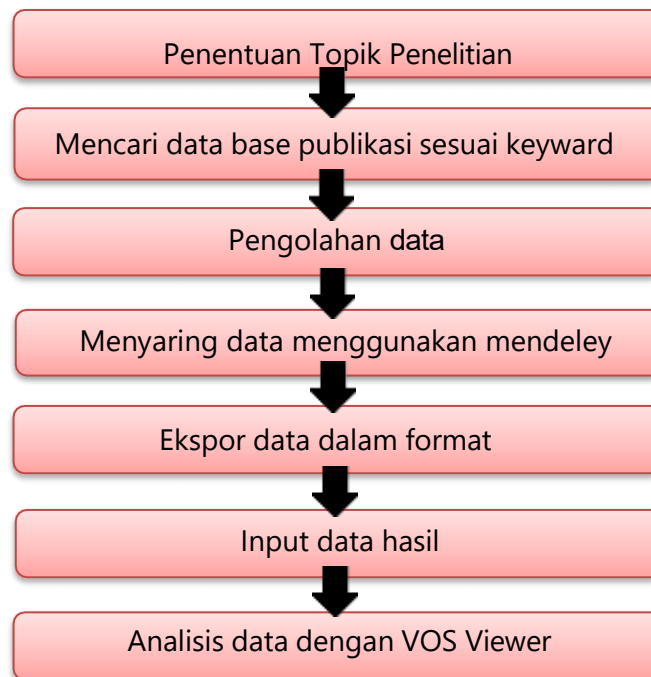 Penentuan Topik Penelitian
Mencari data base publikasi sesuai keyward
Pengolahan data
Menyaring data menggunakan mendeley
Ekspor data dalam format
Input data hasil
Analisis data dengan VOS Viewer